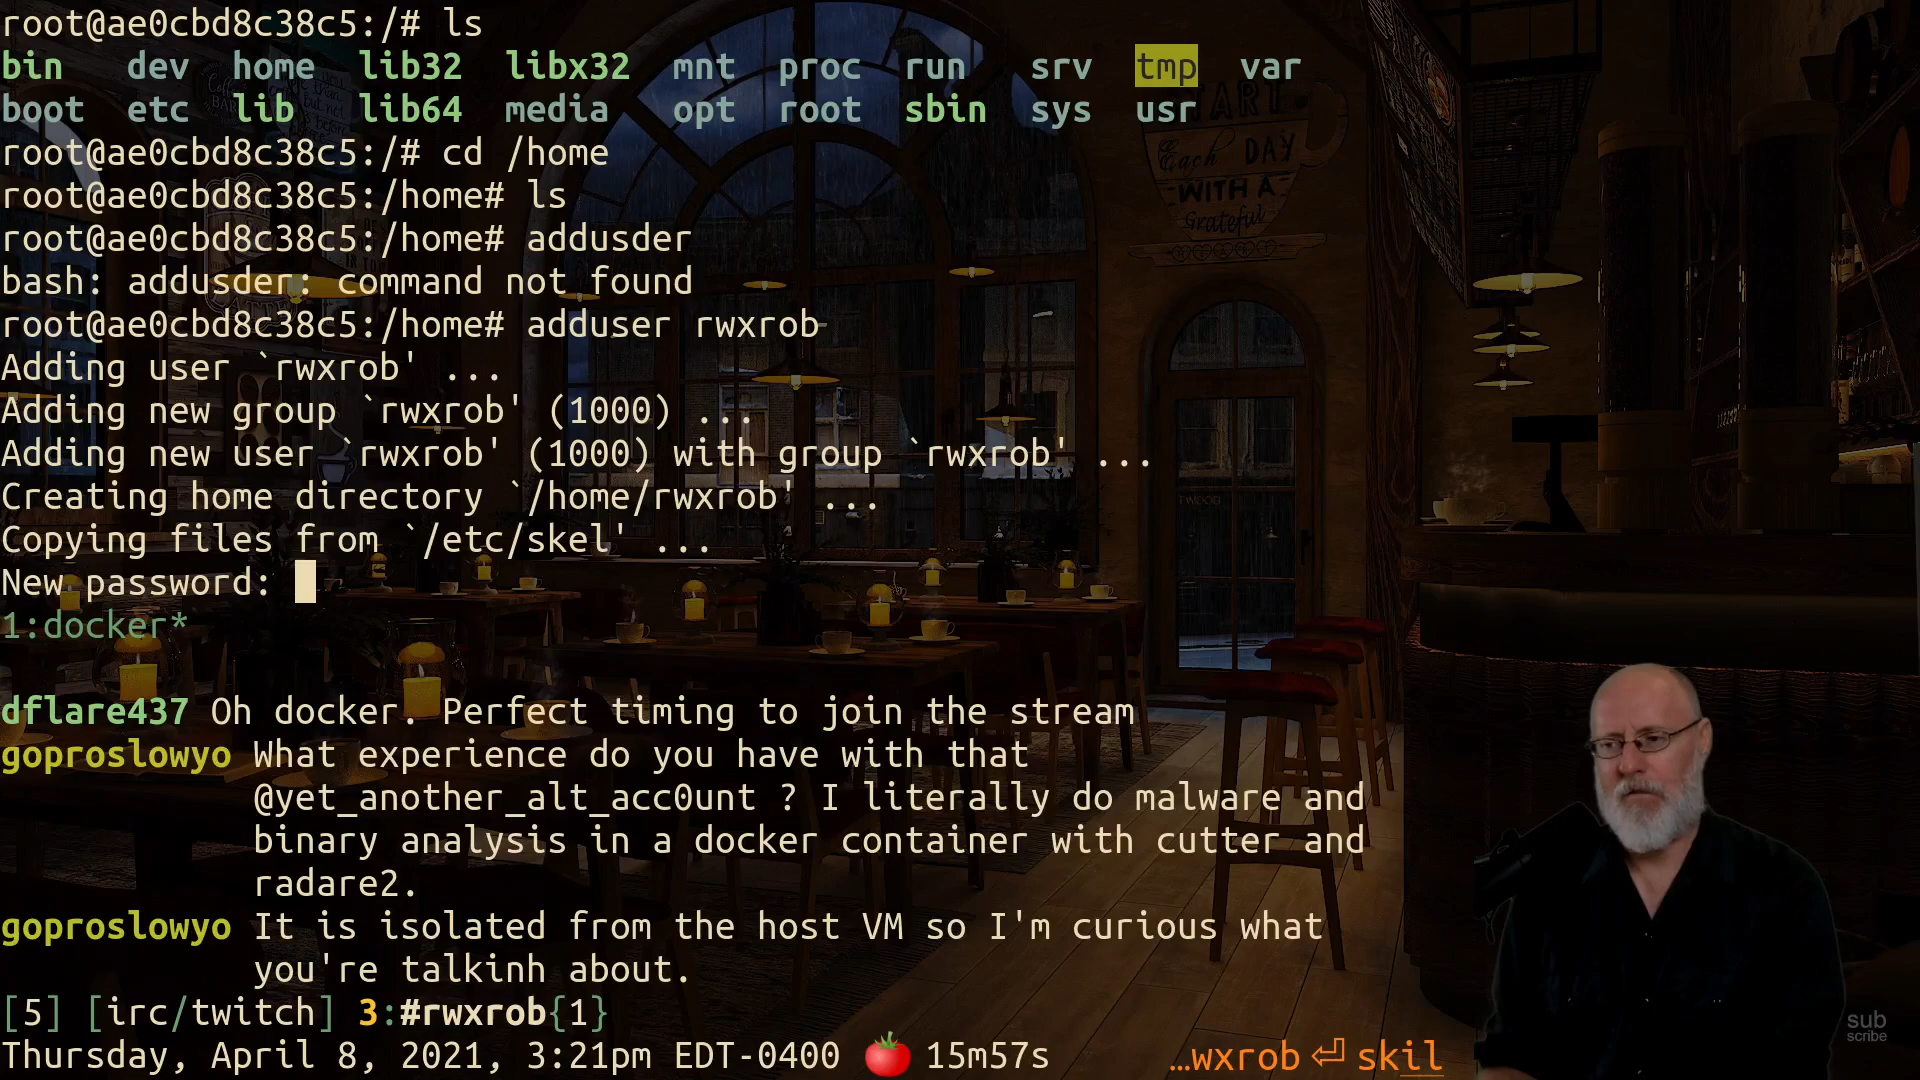 root@ae0cbd8c38c5:/# ls
bin dev home lib32 libx32 mnt proc run srv tmp var
boot etc lib lib64 media opt root sbin sys usr
root@ae0cbd8c38c5:/# cd /home
root@ae0cbd8c38c5:/home# ls
root@ae0cbd8c38c5:/home# addusder
bash: addusder: command not found
root@ae0cbd8c38c5:/home# adduser rwxrob
Adding user `rwxrob' ...
Adding new group `rwxrob' (1000) ...
Adding new user `rwxrob' (1000) with group `rwxrob' ...
Creating home directory `/home/rwxrob' ...
Copying files from `/etc/skel' ...
New password:
1:docker*
dflare437 Oh docker. Perfect timing to join the stream
goproslowyo What experience do you have with that
@yet_another_alt_acc0unt ? I literally do malware and
binary analysis in a docker container with cutter and
radare2.
goproslowyo It is isolated from the host VM so I'm curious what
you're talkinh about.
[5] [irc/twitch] 3:#rwxrob{1}
Thursday, April 8, 2021, 3:21pm EDT-0400 🍅 15m57s …wxrob⏎skil
START
Each DAY
WITH A
Grateful
sub
scribe